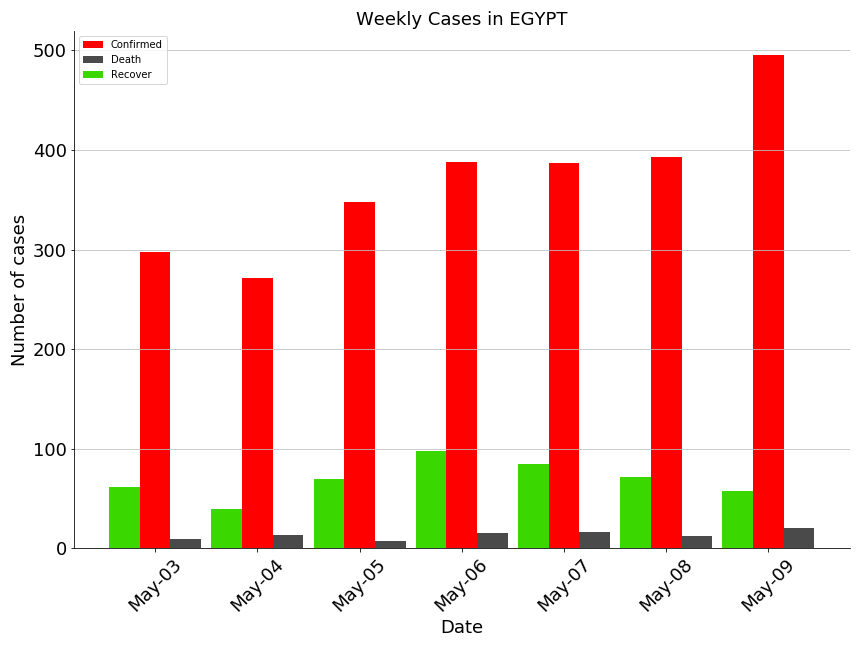 Weekly Cases in EGYPT
Confirmed
Death
Recover
Number of cases
500
400
300
200
100
0
May-03
May-04
May-05
May-06
May-07
May-08
May-09
Date